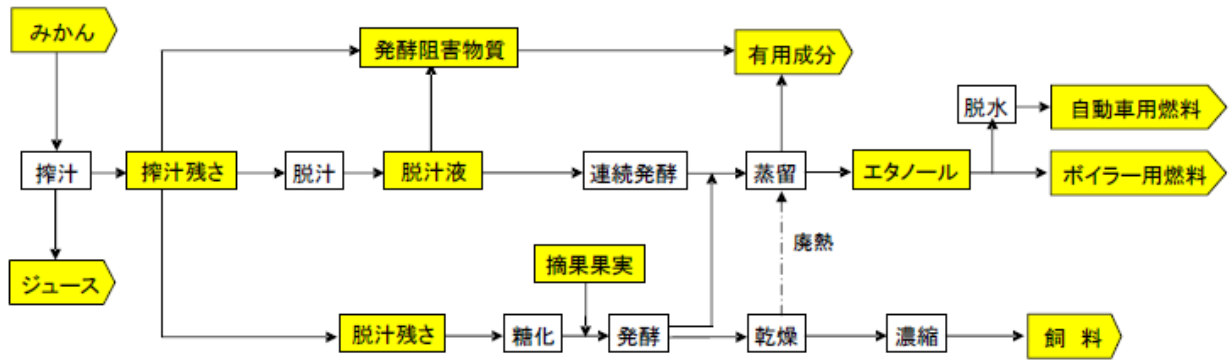 みかん
発酵阻害物質
有用成分
脱水
自動車用燃料
搾汁
搾汁残さ
脱汁
脱汁液
連続発酵
蒸留
エタノール
ボイラー用燃料
廃熱
ジュース
摘果果実
脱汁残さ
糖化
発酵
乾燥
濃縮
飼 料